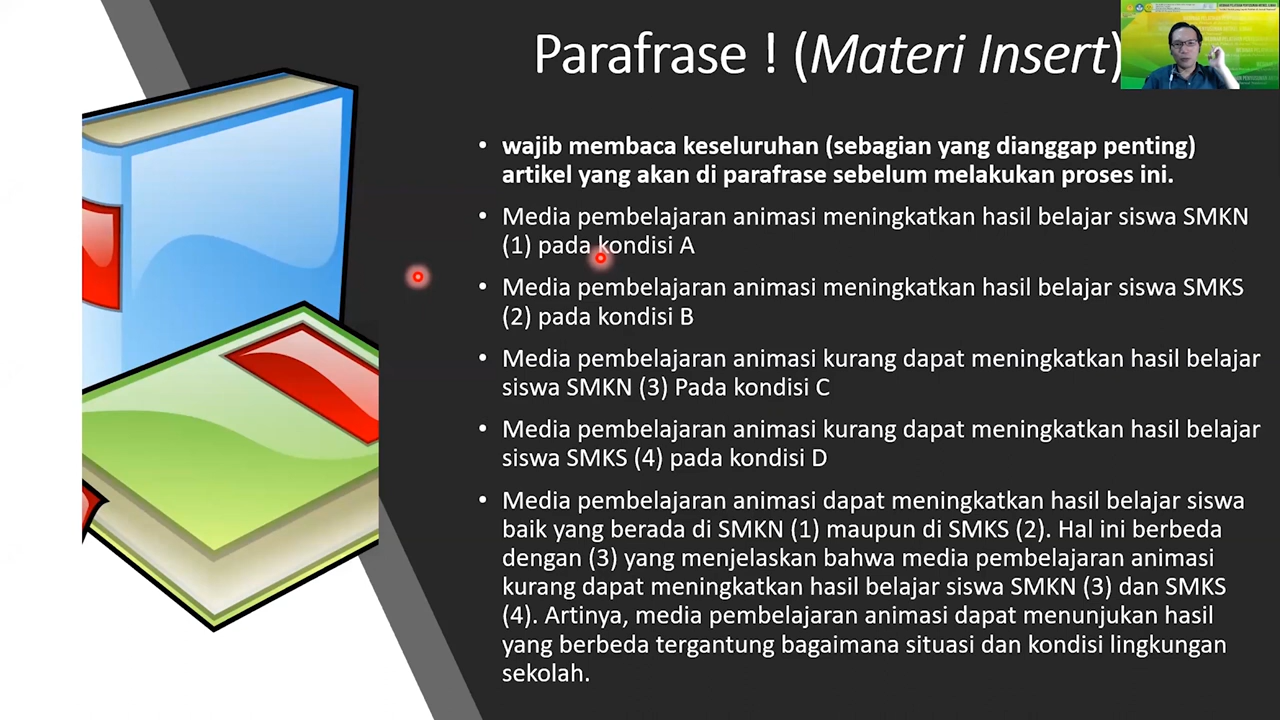 Parafrase ! (Materi Insert)
• wajib membaca keseluruhan (sebagian yang dianggap penting)
artikel yang akan di parafrase sebelum melakukan proses ini.
• Media pembelajaran animasi meningkatkan hasil belajar siswa SMKN
(1) pada kondisi A
• Media pembelajaran animasi meningkatkan hasil belajar siswa SMKS
(2) pada kondisi B
• Media pembelajaran animasi kurang dapat meningkatkan hasil belajar
siswa SMKN (3) Pada kondisi C
• Media pembelajaran animasi kurang dapat meningkatkan hasil belajar
siswa SMKS (4) pada kondisi D
• Media pembelajaran animasi dapat meningkatkan hasil belajar siswa
baik yang berada di SMKN (1) maupun di SMKS (2). Hal ini berbeda
dengan (3) yang menjelaskan bahwa media pembelajaran animasi
kurang dapat meningkatkan hasil belajar siswa SMKN (3) dan SMKS
(4). Artinya, media pembelajaran animasi dapat menunjukan hasil
yang berbeda tergantung bagaimana situasi dan kondisi lingkungan
sekolah.